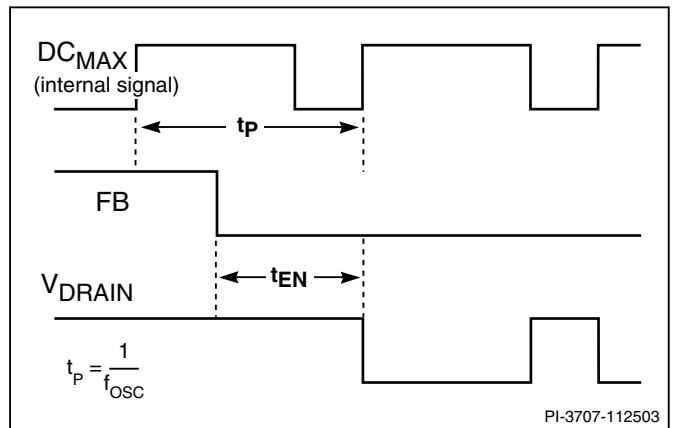 DCMAX
(internal signal)
tP
FB
tEN
VDRAIN
tP = 1/fOSC
PI-3707-112503